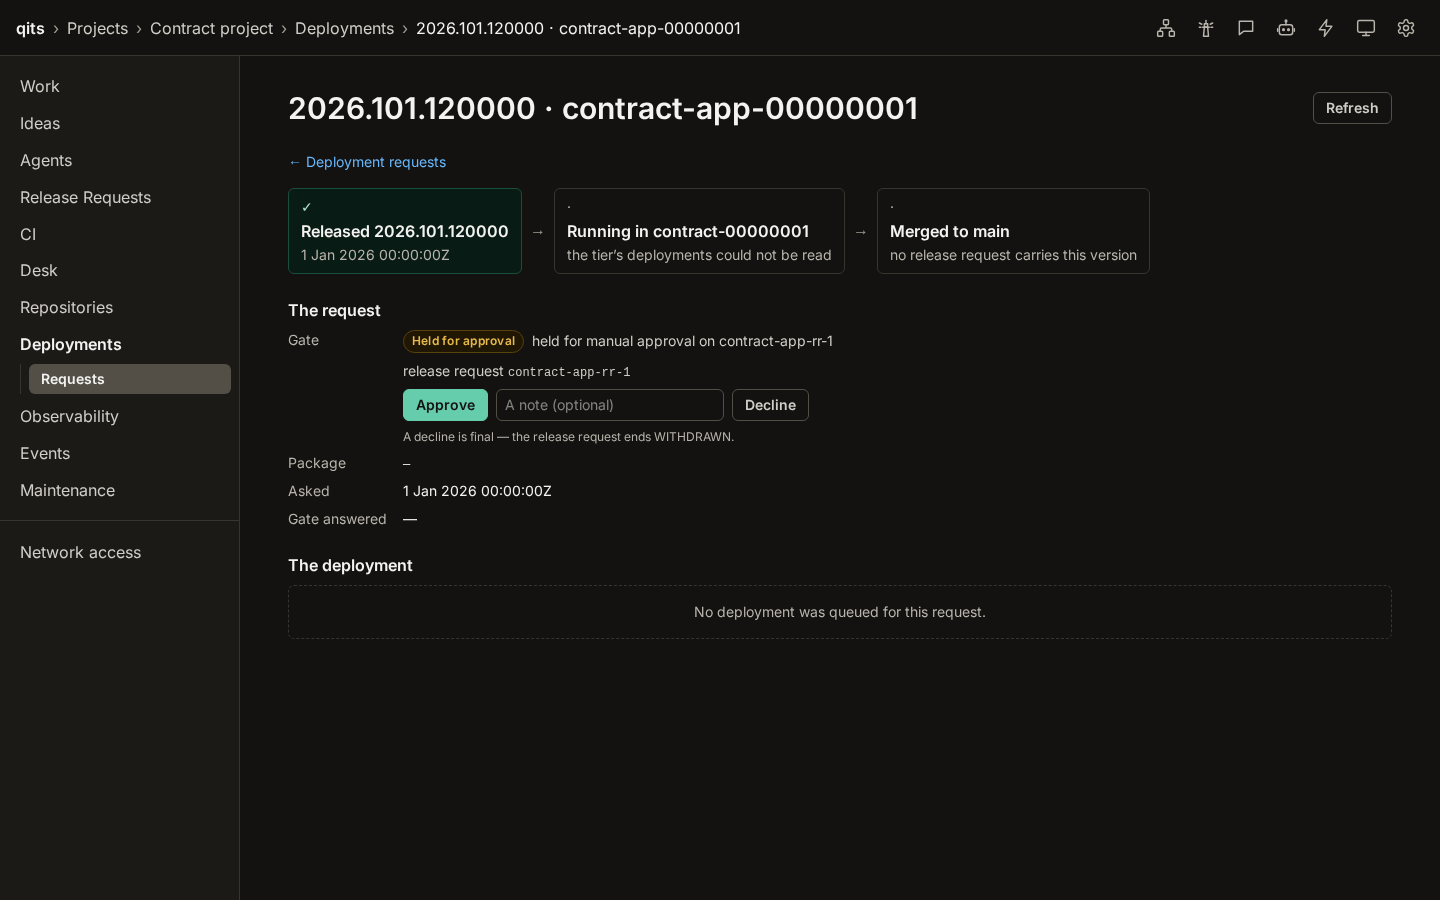 qits › Projects › Contract project › Deployments › 2026.101.120000 · contract-app-00000001
Work
Ideas
Agents
Release Requests
CI
Desk
Repositories
Deployments
Requests
Observability
Events
Maintenance
Network access
2026.101.120000 · contract-app-00000001
Refresh
← Deployment requests
✓
Released 2026.101.120000
1 Jan 2026 00:00:00Z
→
·
Running in contract-00000001
the tier’s deployments could not be read
→
·
Merged to main
no release request carries this version
The request
Gate
Held for approval held for manual approval on contract-app-rr-1
release request contract-app-rr-1
Approve A note (optional) Decline
A decline is final — the release request ends WITHDRAWN.
Package –
Asked 1 Jan 2026 00:00:00Z
Gate answered —
The deployment
No deployment was queued for this request.